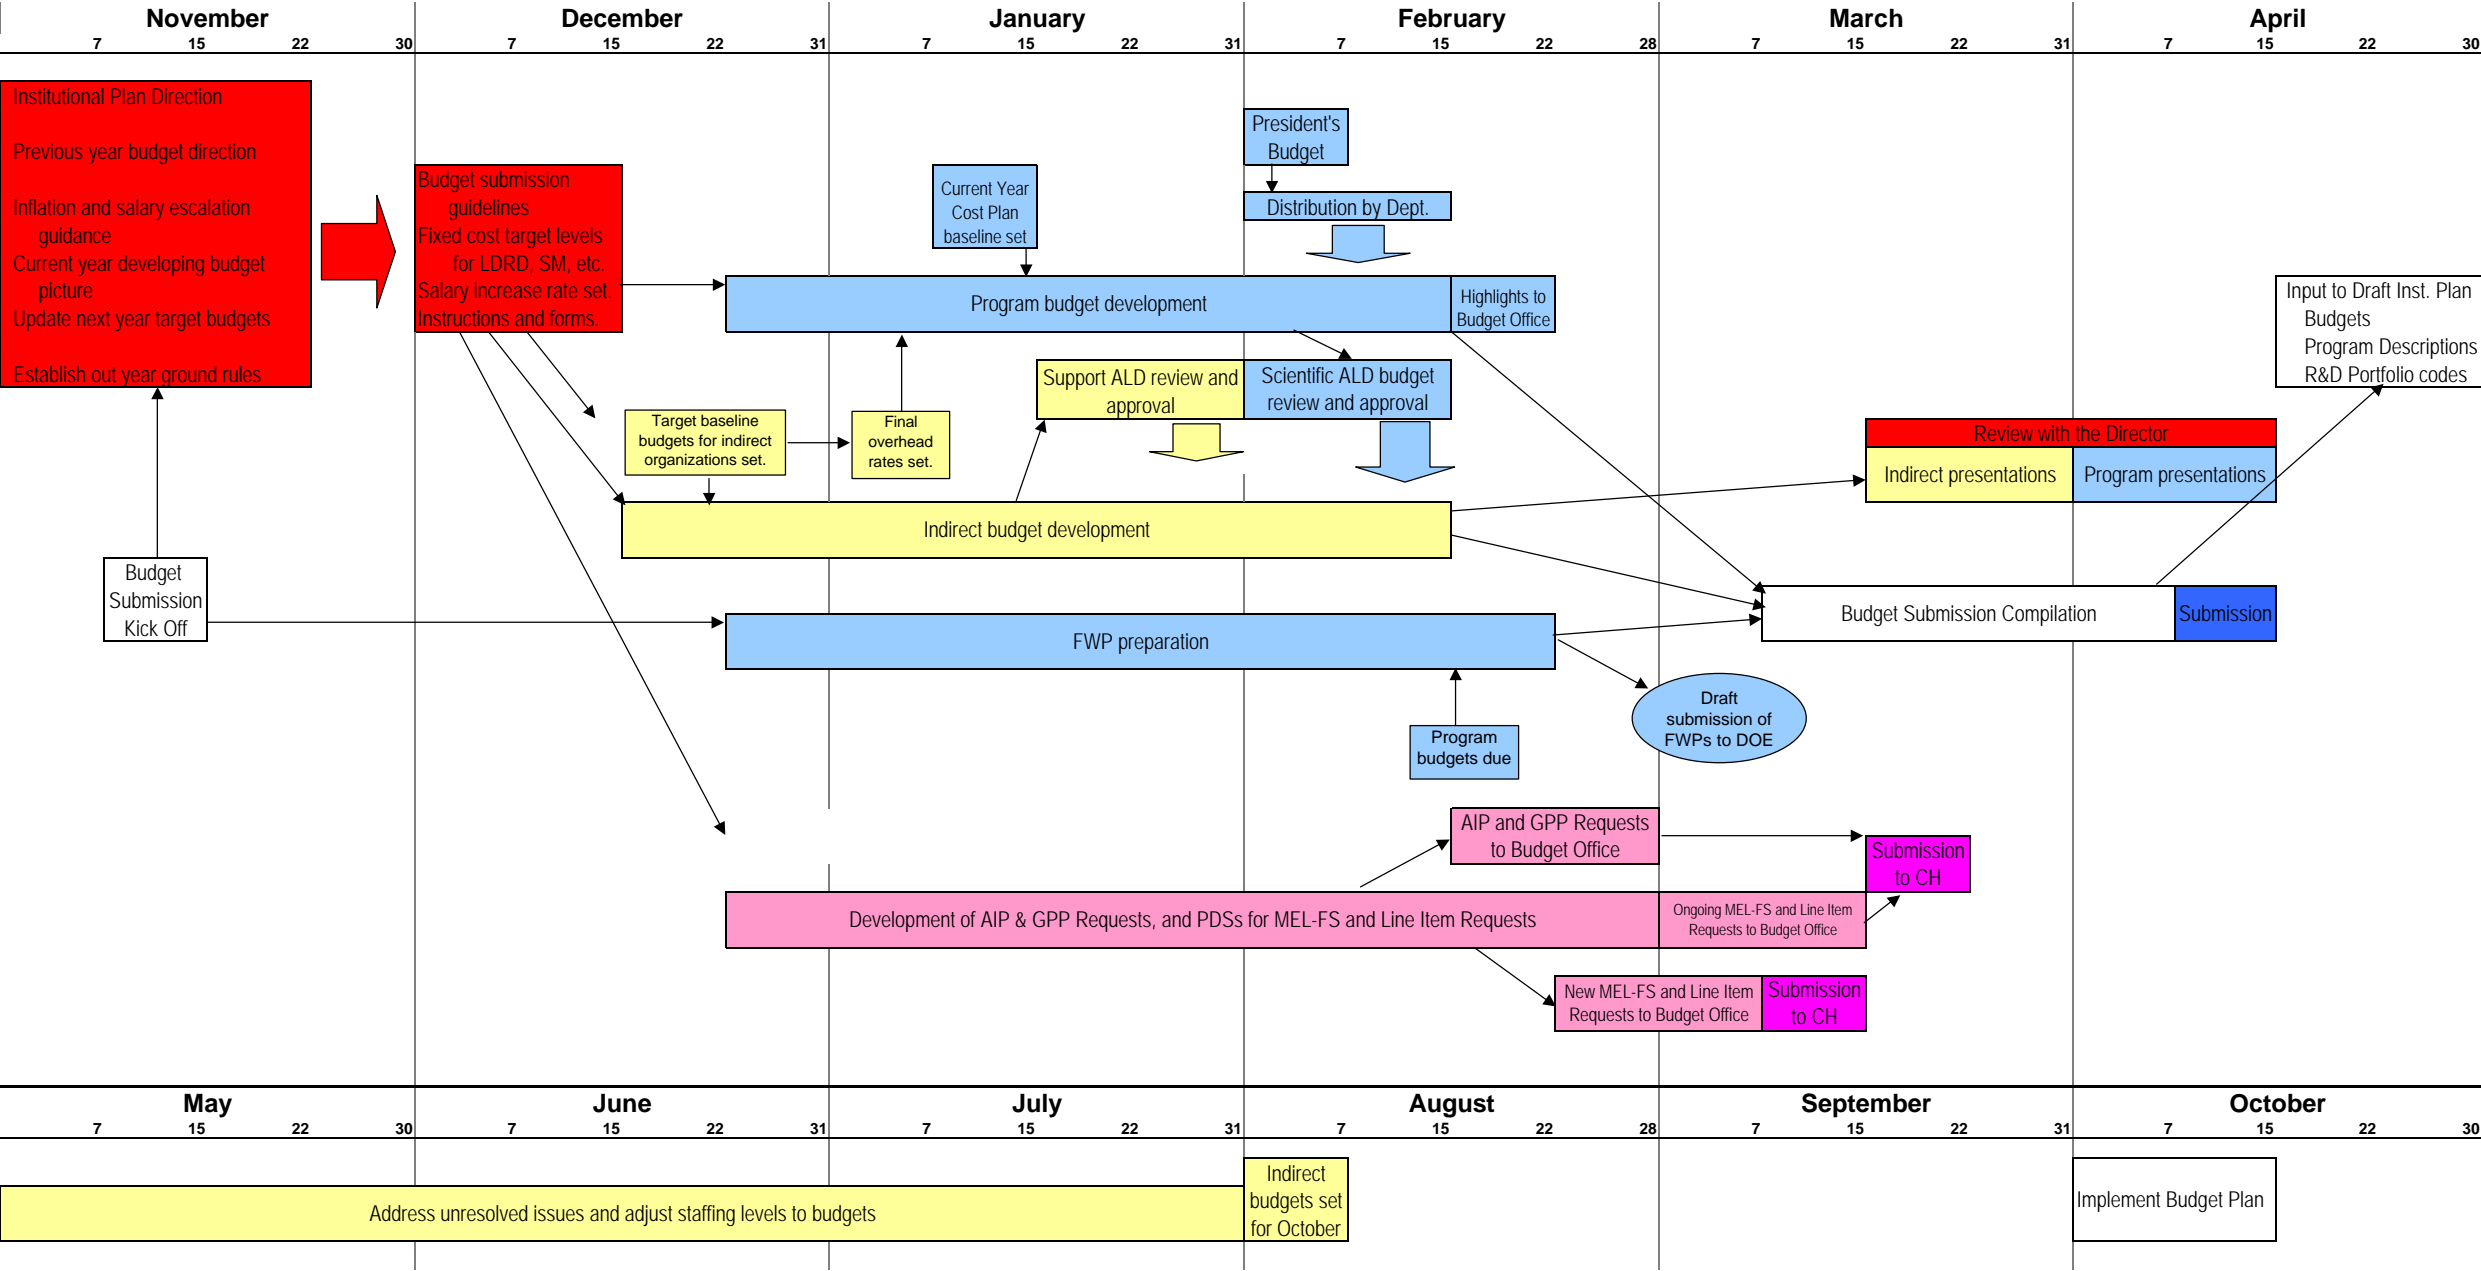 November
December
January
February
March
April
7 15 22 30 7 15 22 31 7 15 22 31 7 15 22 28 7 15 22 31 7 15 22 30
Institutional Plan Direction
Previous year budget direction
Inflation and salary escalation
guidance
Current year developing budget
picture
Update next year target budgets
Establish out year ground rules
Budget submission
guidelines
Fixed cost target levels
for LDRD, SM, etc.
Salary increase rate set.
Instructions and forms.
Current Year
Cost Plan
baseline set
President's
Budget
Distribution by Dept.
Program budget development
Highlights to
Budget Office
Input to Draft Inst. Plan
Budgets
Program Descriptions
R&D Portfolio codes
Support ALD review and
approval
Scientific ALD budget
review and approval
Target baseline
budgets for indirect
organizations set.
Final
overhead
rates set.
Review with the Director
Indirect presentations
Program presentations
Indirect budget development
Budget
Submission
Kick Off
FWP preparation
Budget Submission Compilation
Submission
Program
budgets due
Draft
submission of
FWPs to DOE
AIP and GPP Requests
to Budget Office
Submission
to CH
Development of AIP & GPP Requests, and PDSs for MEL-FS and Line Item Requests
Ongoing MEL-FS and Line Item
Requests to Budget Office
New MEL-FS and Line Item
Requests to Budget Office
Submission
to CH
May
June
July
August
September
October
7 15 22 30 7 15 22 31 7 15 22 31 7 15 22 28 7 15 22 31 7 15 22 30
Address unresolved issues and adjust staffing levels to budgets
Indirect
budgets set
for October
Implement Budget Plan